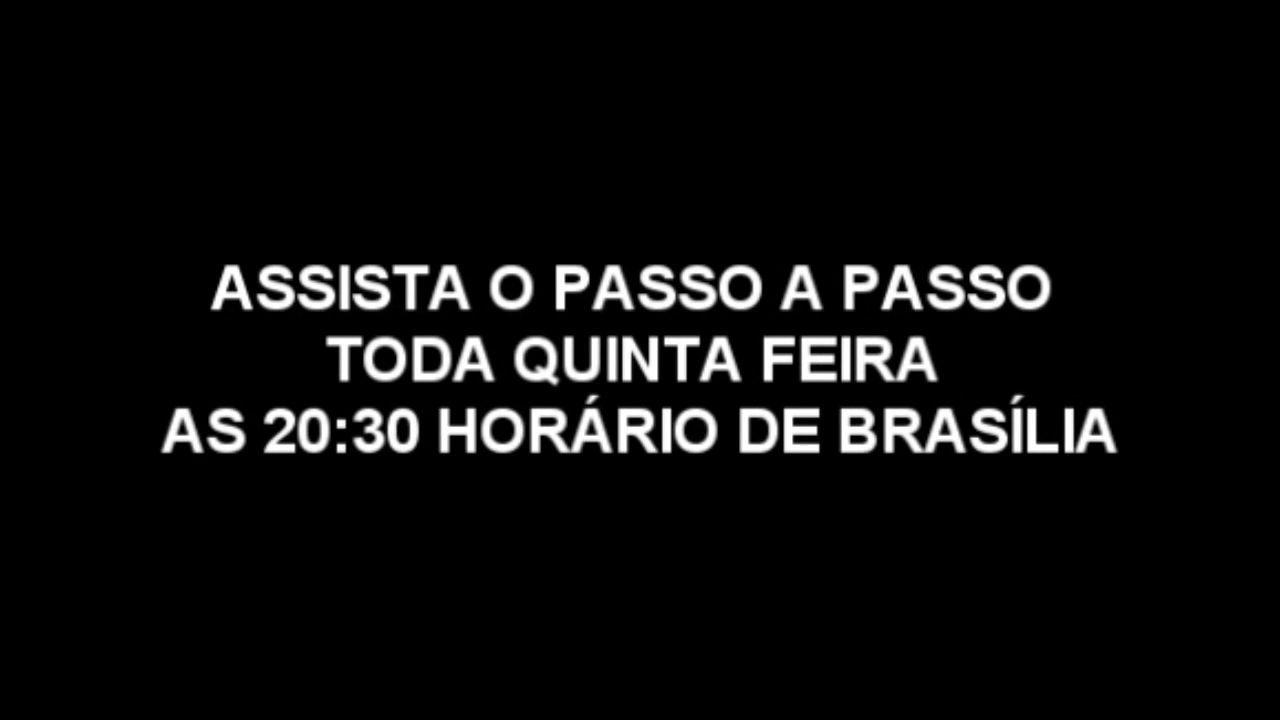 ASSISTA O PASSO A PASSO
TODA QUINTA FEIRA
AS 20:30 HORÁRIO DE BRASÍLIA